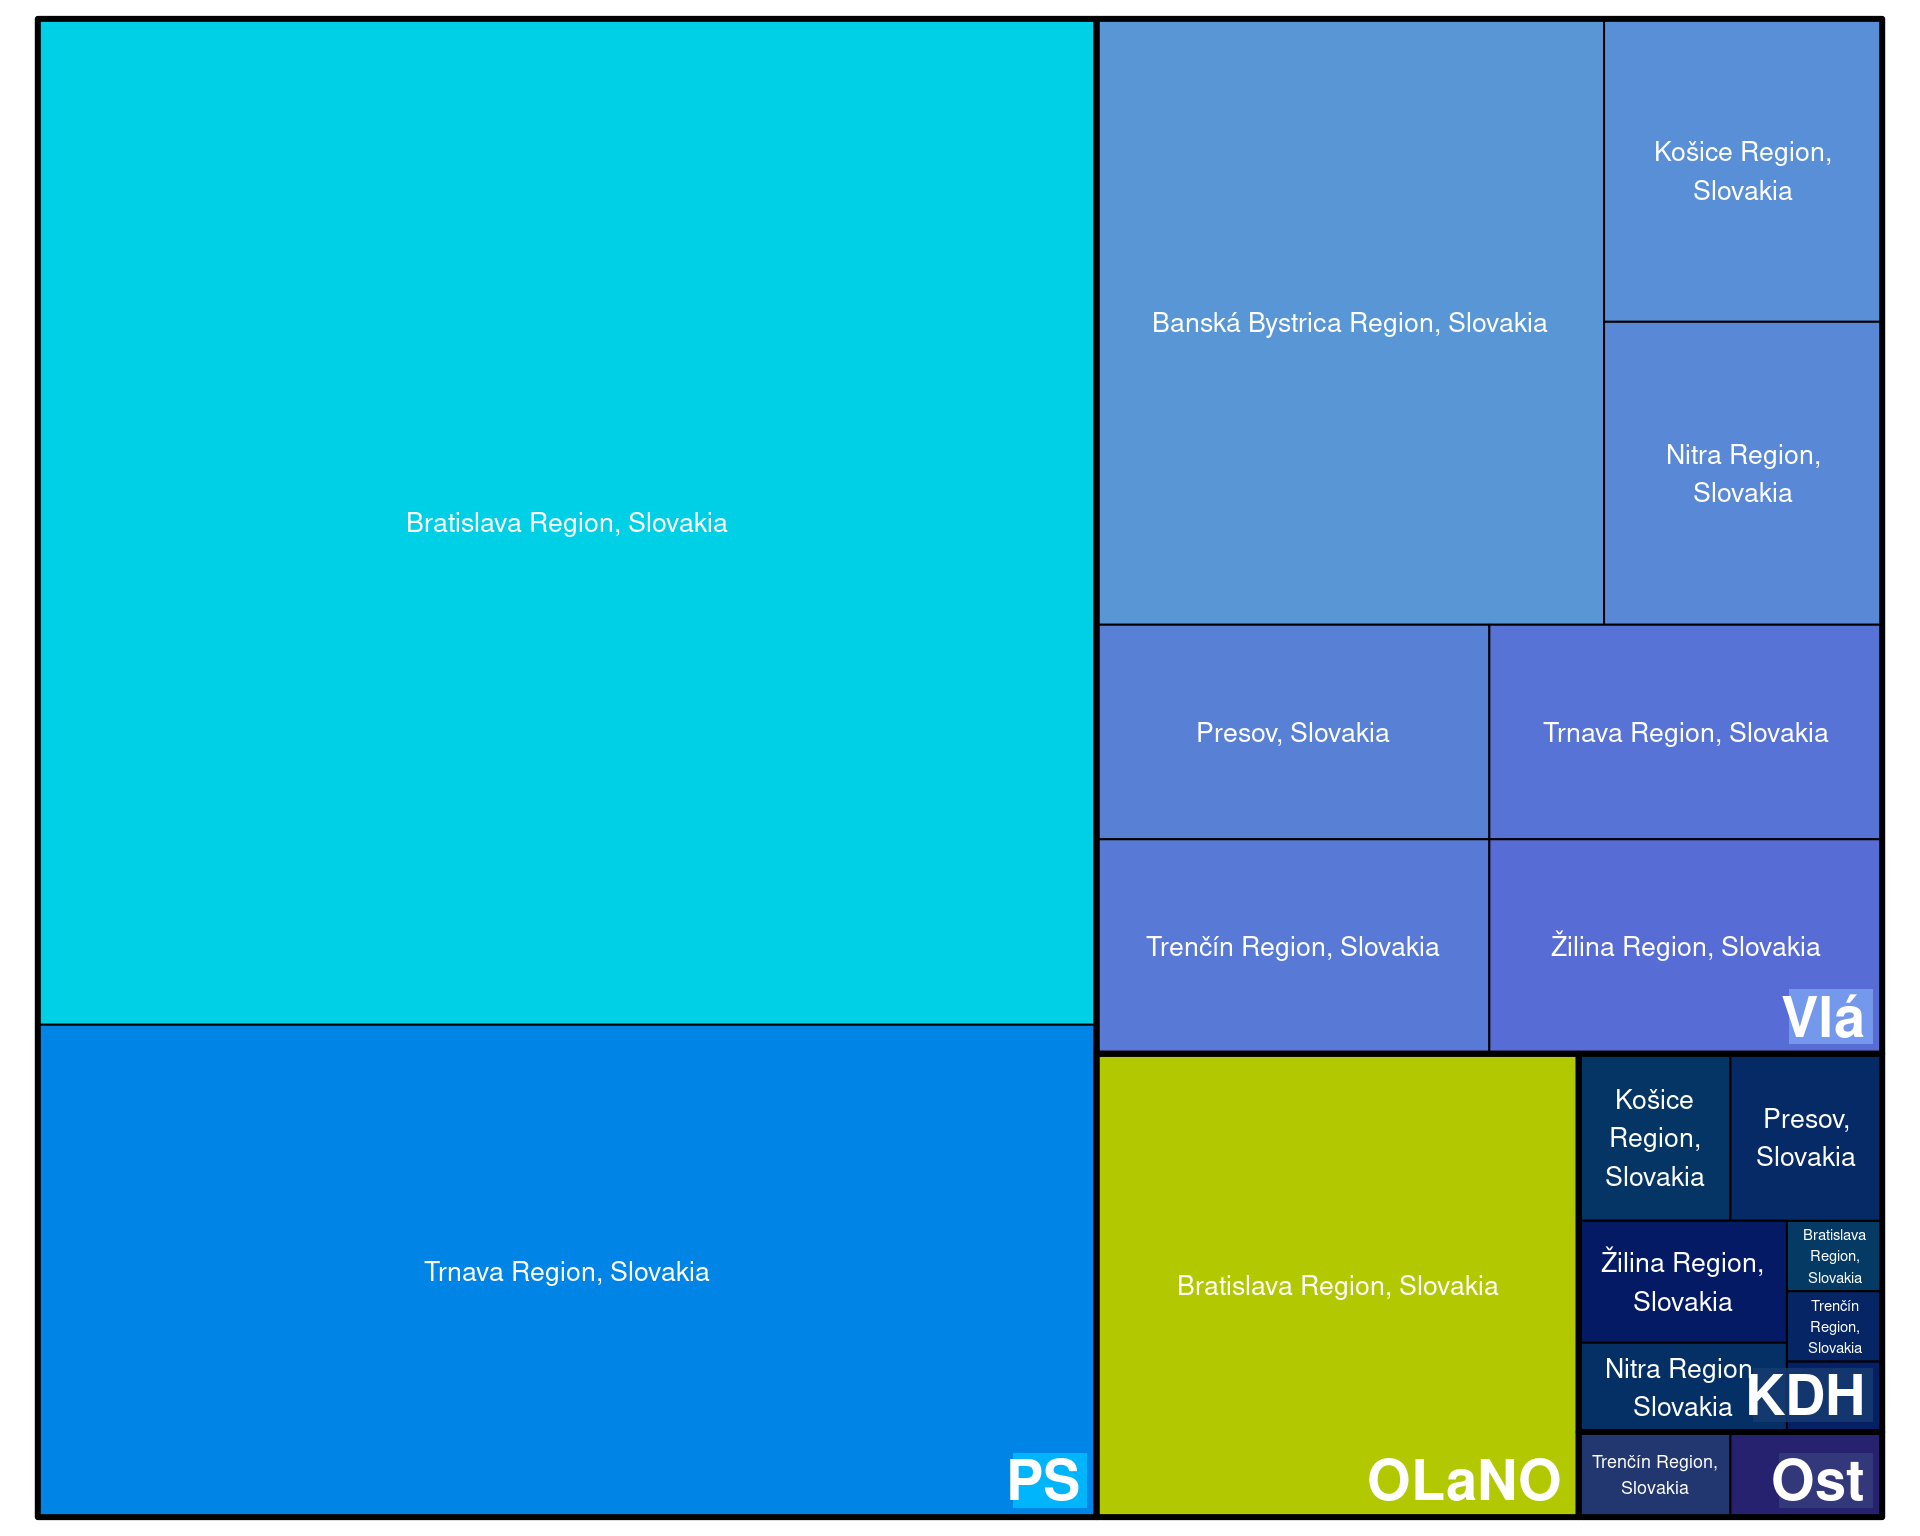 Bratislava Region, Slovakia
Trnava Region, Slovakia
PS
Banská Bystrica Region, Slovakia
Košice Region,
Slovakia
Nitra Region,
Slovakia
Presov, Slovakia
Trnava Region, Slovakia
Trenčín Region, Slovakia
Žilina Region, Slovakia
Vlá
Bratislava Region, Slovakia
OLaNO
Košice
Region,
Slovakia
Presov,
Slovakia
Žilina Region,
Slovakia
Bratislava
Region,
Slovakia
Trenčín
Region,
Slovakia
Nitra Region
Slovakia
KDH
Trenčín Region,
Slovakia
Ost